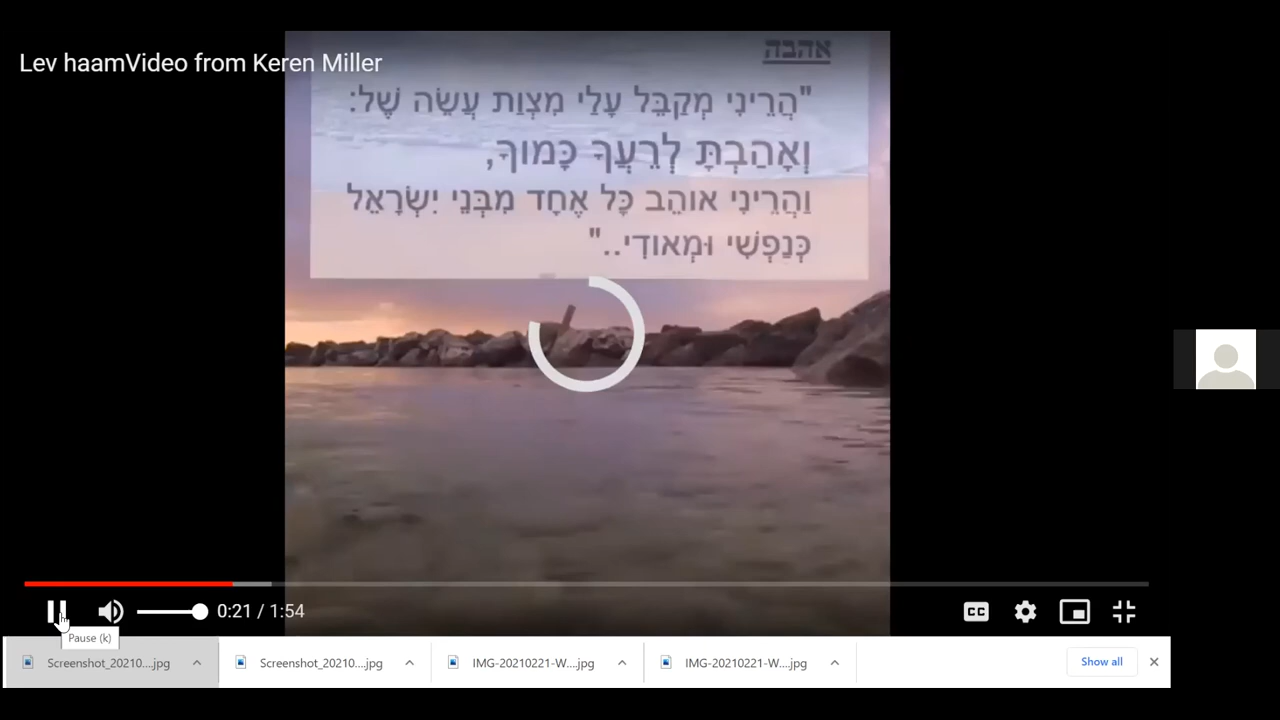 Lev haamVideo from Keren Miller
אהבה
"הֲרֵינִי מְקַבֵּל עָלַי מִצְוַת עֲשֵׂה שֶׁל:
וְאָהַבְתָּ לְרֵעֲךָ כָּמוֹךָ,
וַהֲרֵינִי אוֹהֵב כָּל אֶחָד מִבְּנֵי יִשְׂרָאֵל
כְּנַפְשִׁי וּמְאוֹדִי.."
0:21 / 1:54
CC
Pause (k)
Screenshot_20210....jpg
Screenshot_20210....jpg
IMG-20210221-W....jpg
IMG-20210221-W....jpg
Show all